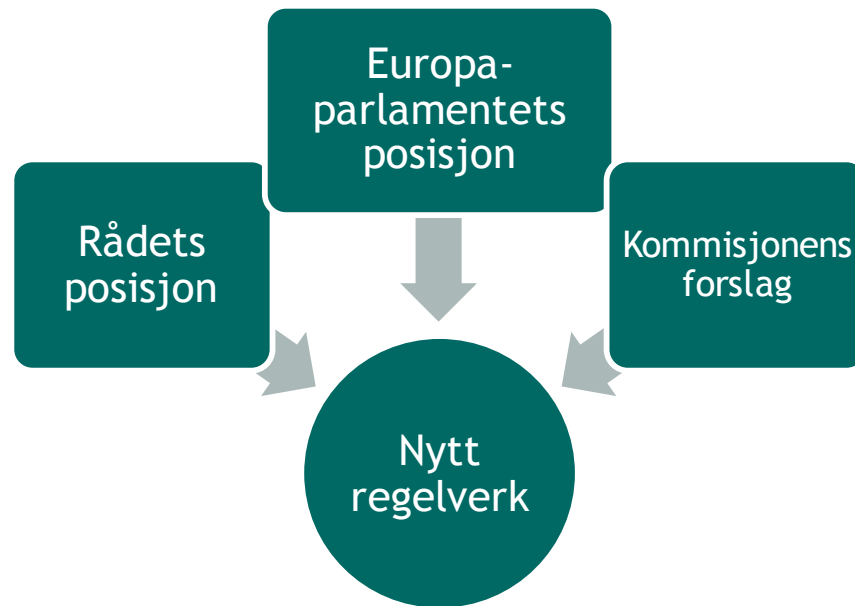 Europa-
parlamentets
posisjon
Rådets
posisjon
Kommisjonens
forslag
Nytt
regelverk